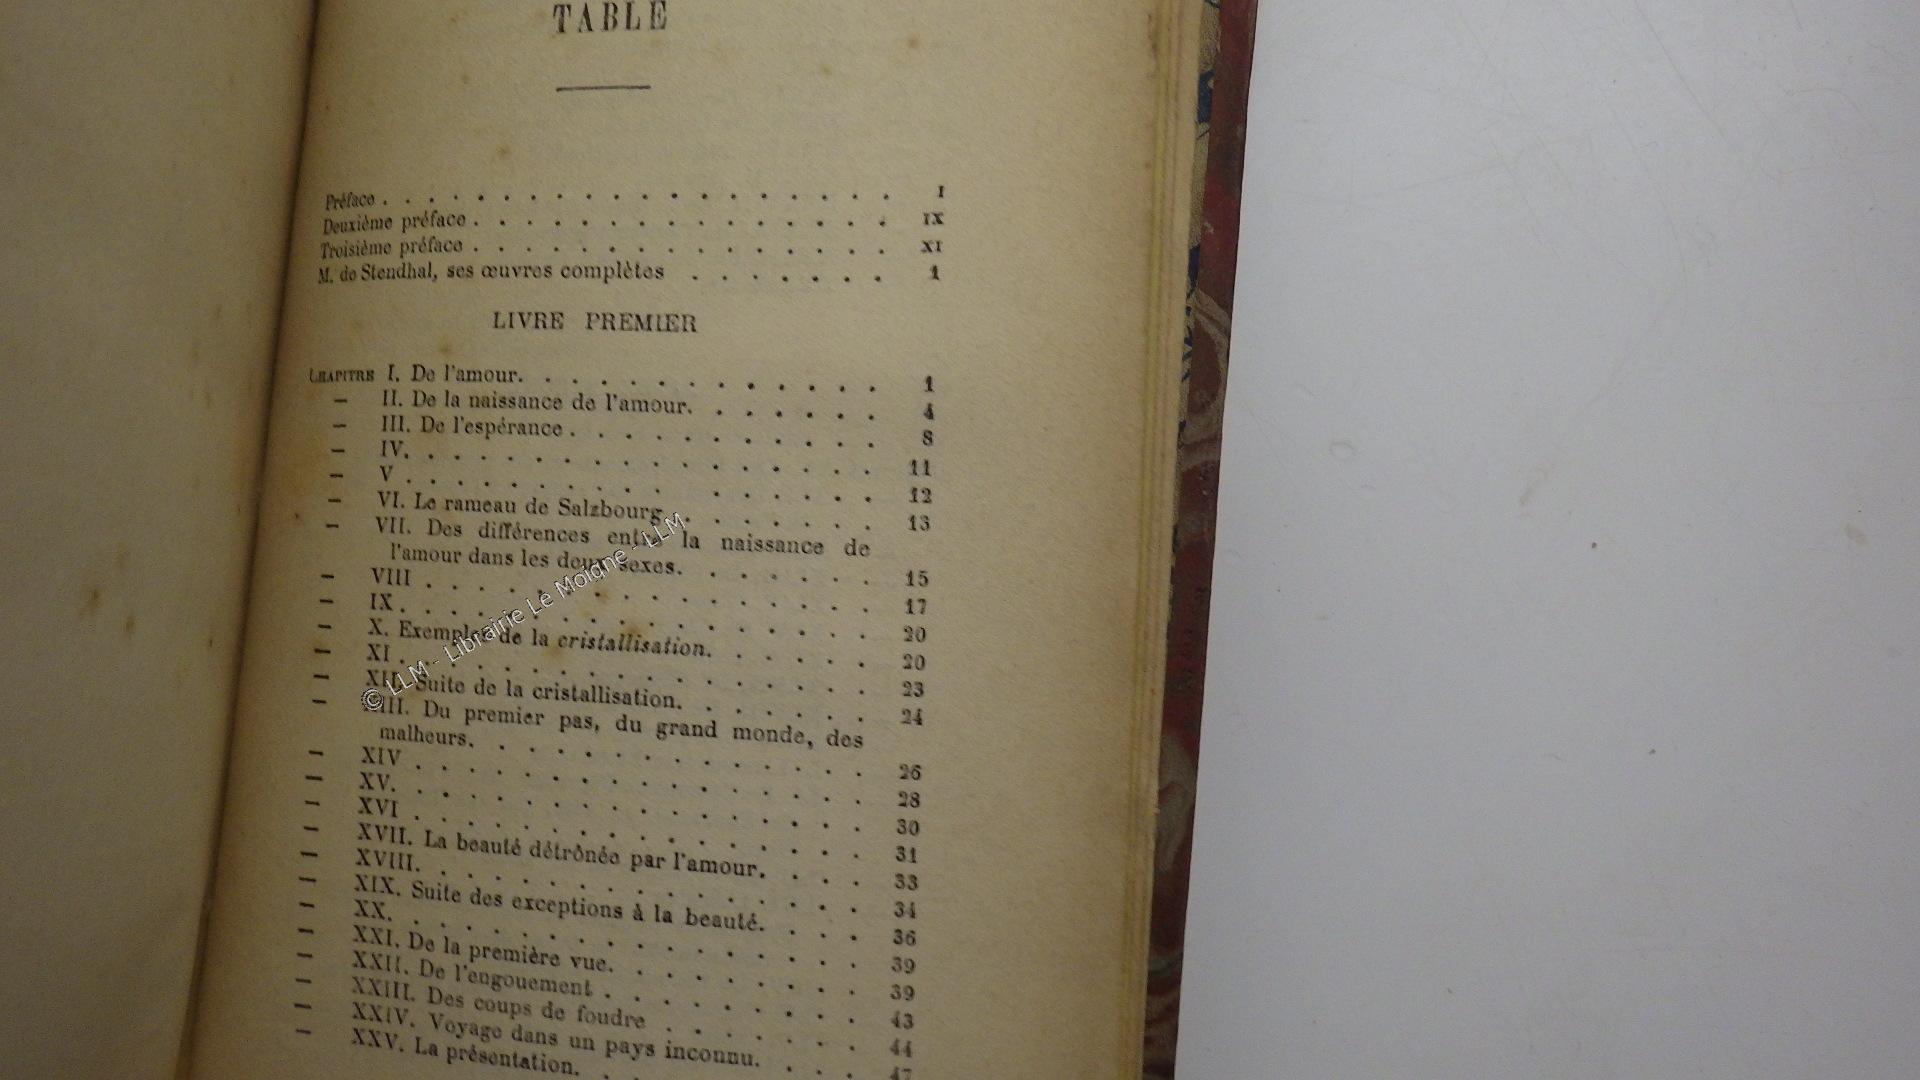 TABLE
Préface . . . . . . . . . . . . . . . . . . . I
Deuxième préface . . . . . . . . . . . . . . . IX
Troisième préface . . . . . . . . . . . . . . . XI
M. de Stendhal, ses œuvres complètes . . . . . . . 1
LIVRE PREMIER
CHAPITRE I. De l'amour. . . . . . . . . . . . . . 1
— II. De la naissance de l'amour. . . . . . . 4
— III. De l'espérance . . . . . . . . . . . . 8
— IV. . . . . . . . . . . . . . . . . . . 11
— V . . . . . . . . . . . . . . . . . 12
— VI. Le rameau de Salzbourg. . . . . . . . 13
— VII. Des différences entre la naissance de
l'amour dans les deux sexes. . . . . . . . 15
— VIII . . . . . . . . . . . . . . . . . 17
— IX. . . . . . . . . . . . . . . . . . 20
— X. Exemples de la cristallisation. . . . . . 20
— XI . . . . . . . . . . . . . . . . . . 23
— XII. Suite de la cristallisation. . . . . . . 24
— XIII. Du premier pas, du grand monde, des
malheurs. . . . . . . . . . . . . . . 26
— XIV . . . . . . . . . . . . . . . . . 28
— XV. . . . . . . . . . . . . . . . . . 30
— XVI . . . . . . . . . . . . . . . . . 31
— XVII. La beauté détrônée par l'amour. . . . 33
— XVIII. . . . . . . . . . . . . . . . . 34
— XIX. Suite des exceptions à la beauté. . . . 36
— XX. . . . . . . . . . . . . . . . . . 39
— XXI. De la première vue. . . . . . . . . 39
— XXII. De l'engouement . . . . . . . . . 43
— XXIII. Des coups de foudre . . . . . . . 44
— XXIV. Voyage dans un pays inconnu. . . . 47
— XXV. La présentation. . .
© LLM - Librairie Le Moigne - LLM